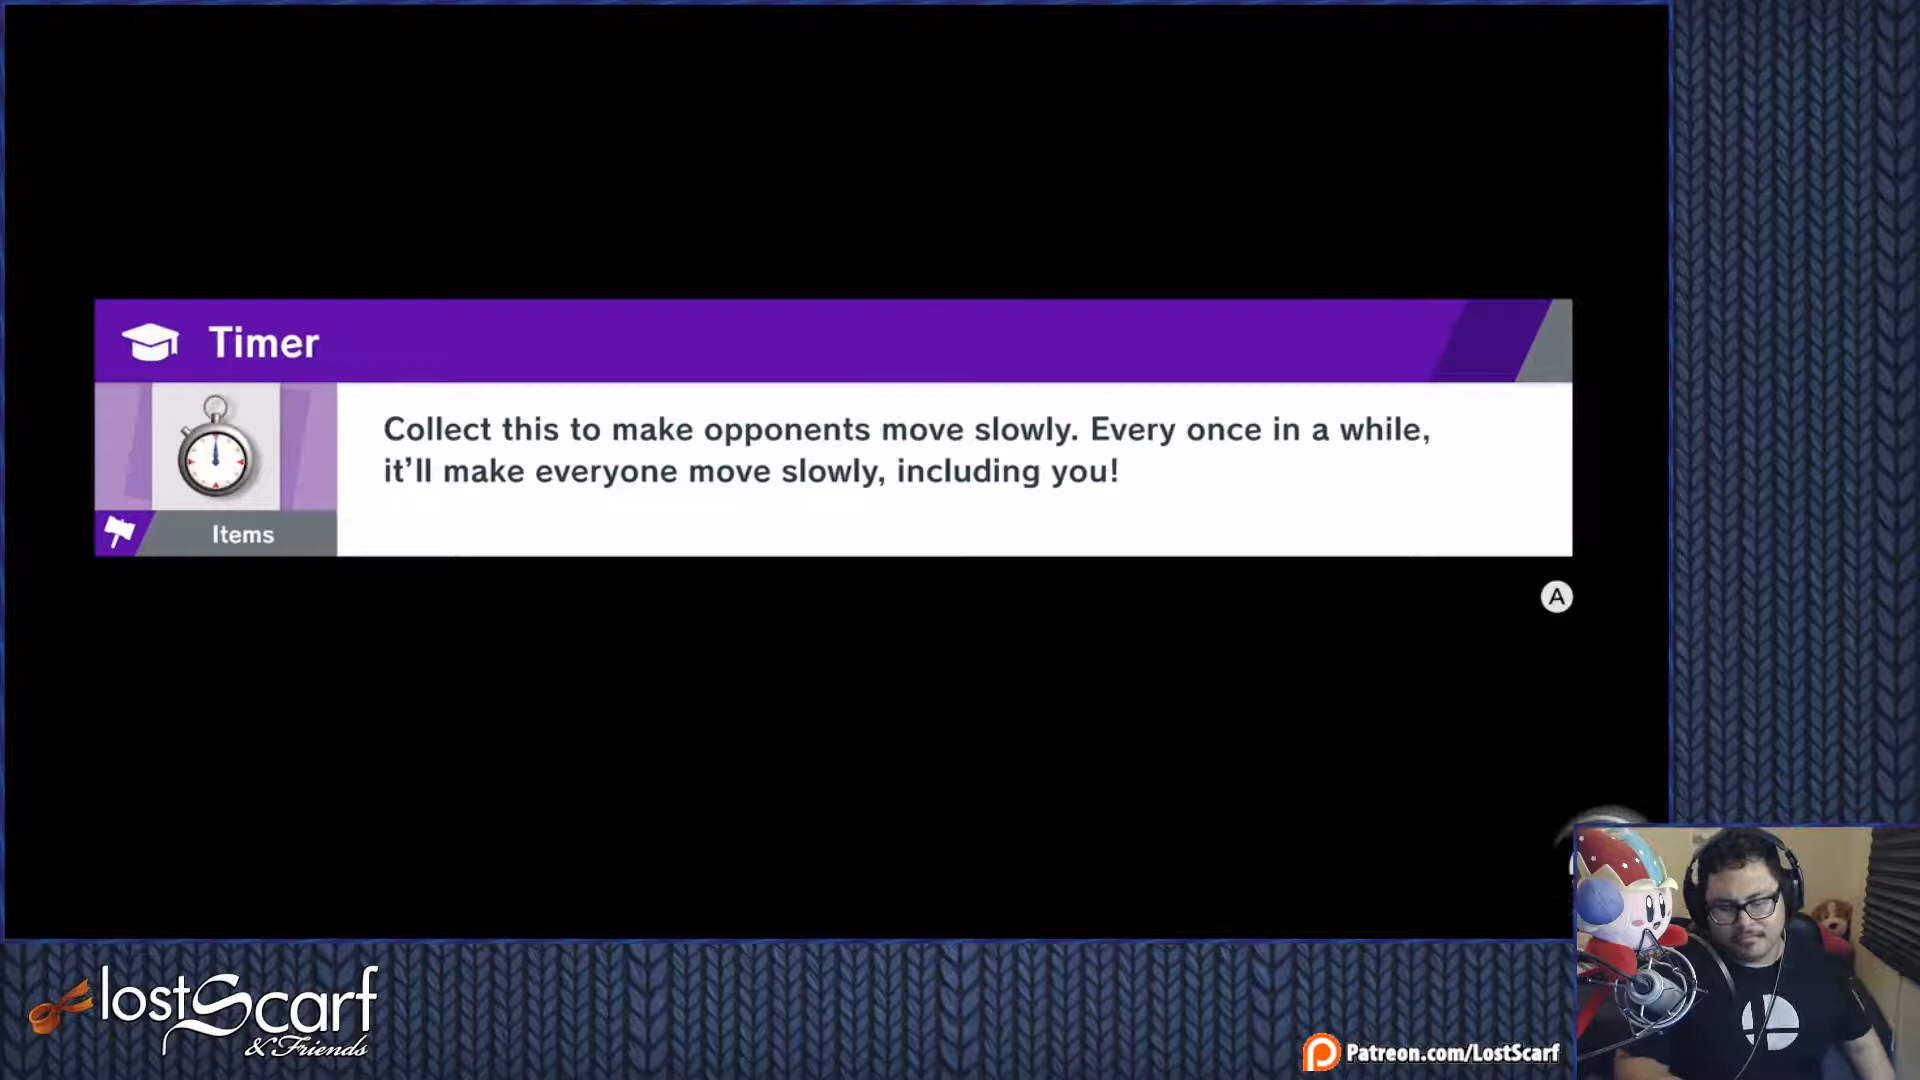 Timer
Collect this to make opponents move slowly. Every once in a while,
it'll make everyone move slowly, including you!
Items
A
lostScarf
& Friends
Patreon.com/LostScarf